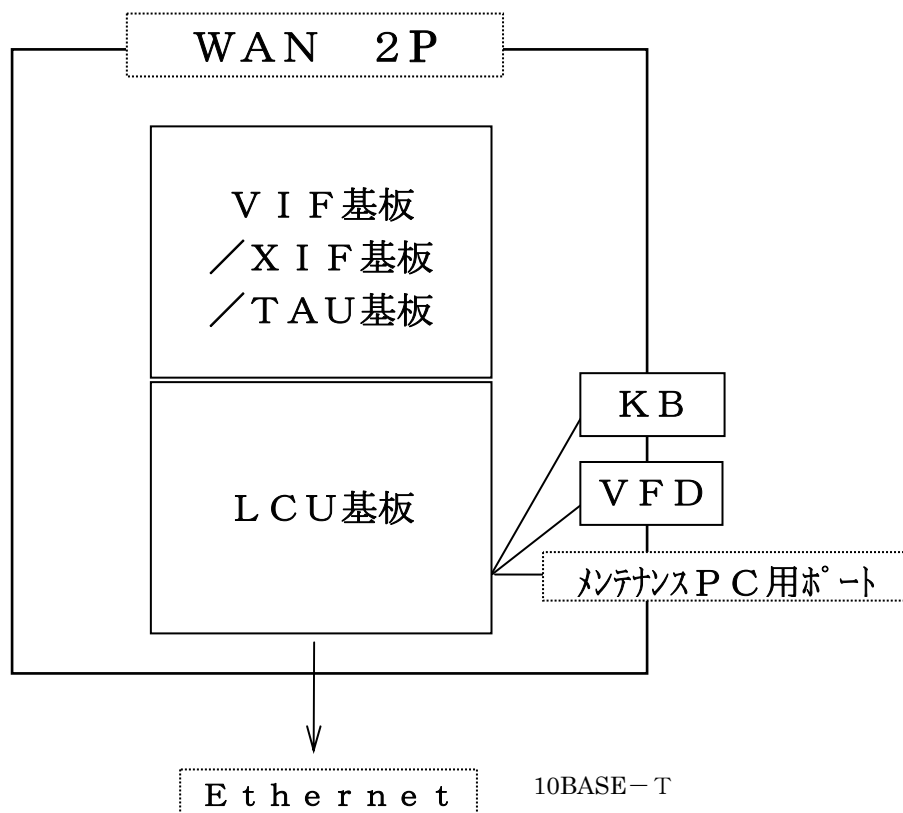 ＷＡＮ　２Ｐ
ＶＩＦ基板
／ＸＩＦ基板
／ＴＡＵ基板
ＫＢ
ＬＣＵ基板
ＶＦＤ
ﾒﾝﾃﾅﾝｽＰＣ用ﾎﾟｰﾄ
Ｅｔｈｅｒｎｅｔ
10BASE－T